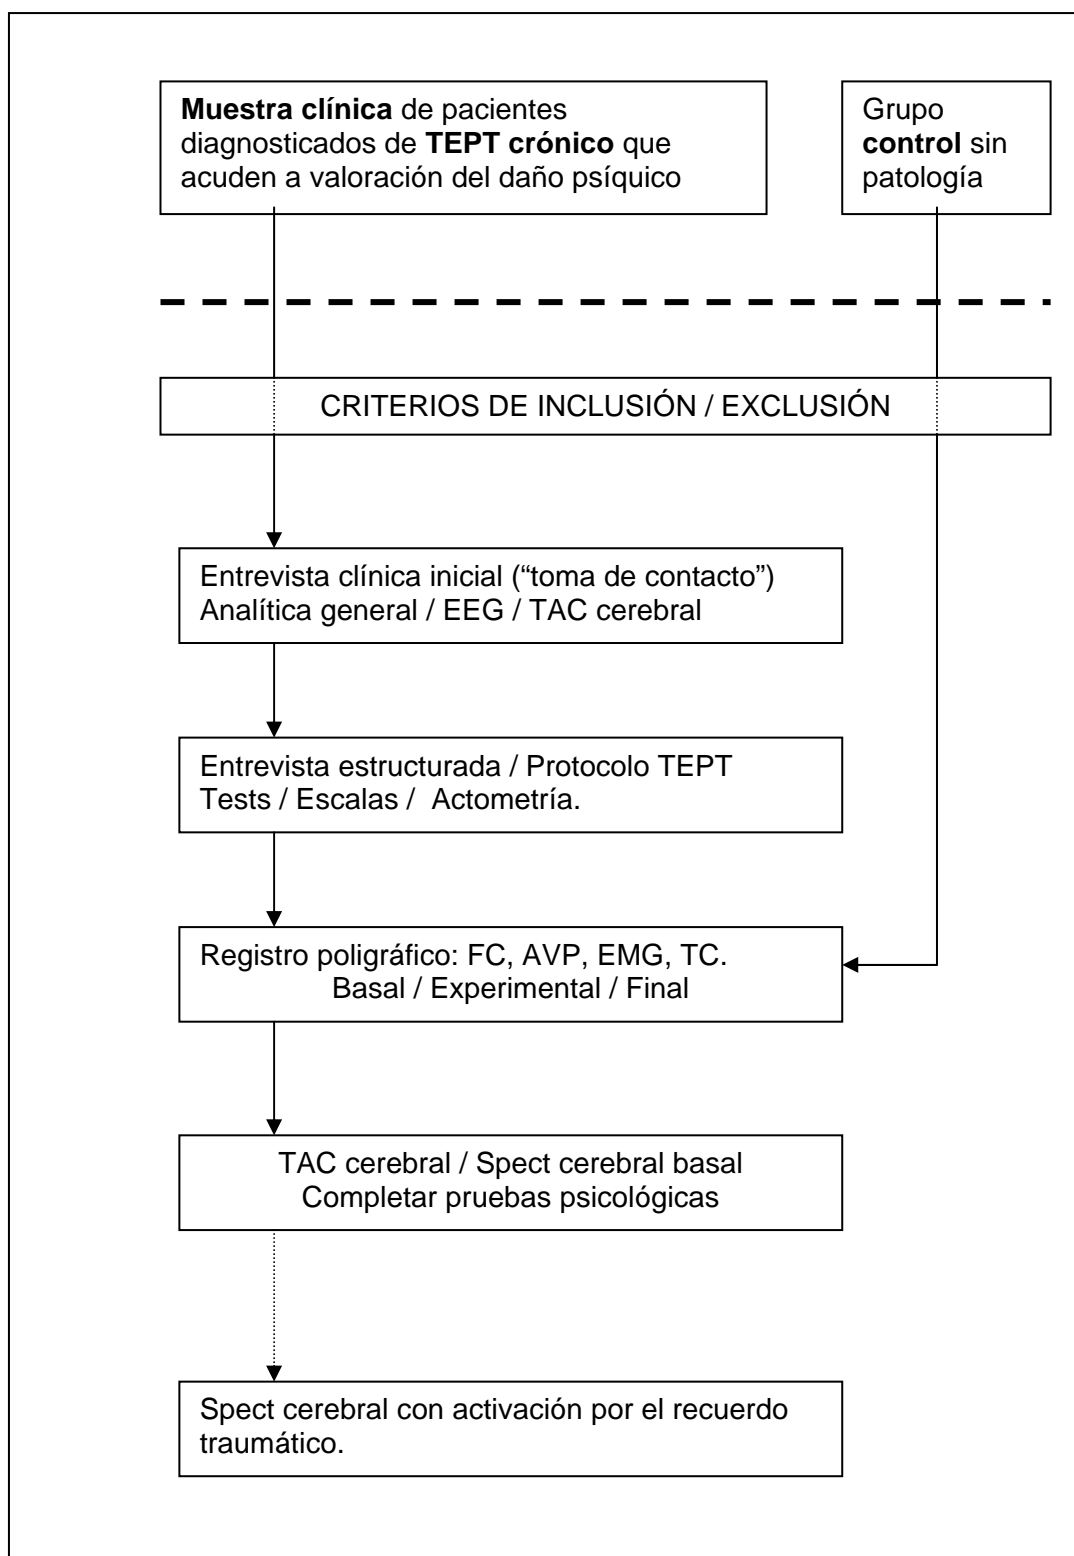 Muestra clínica de pacientes
diagnosticados de TEPT crónico que
acuden a valoración del daño psíquico
Grupo
control sin
patología
CRITERIOS DE INCLUSIÓN / EXCLUSIÓN
Entrevista clínica inicial (“toma de contacto”)
Analítica general / EEG / TAC cerebral
Entrevista estructurada / Protocolo TEPT
Tests / Escalas / Actometría.
Registro poligráfico: FC, AVP, EMG, TC.
Basal / Experimental / Final
TAC cerebral / Spect cerebral basal
Completar pruebas psicológicas
Spect cerebral con activación por el recuerdo
traumático.